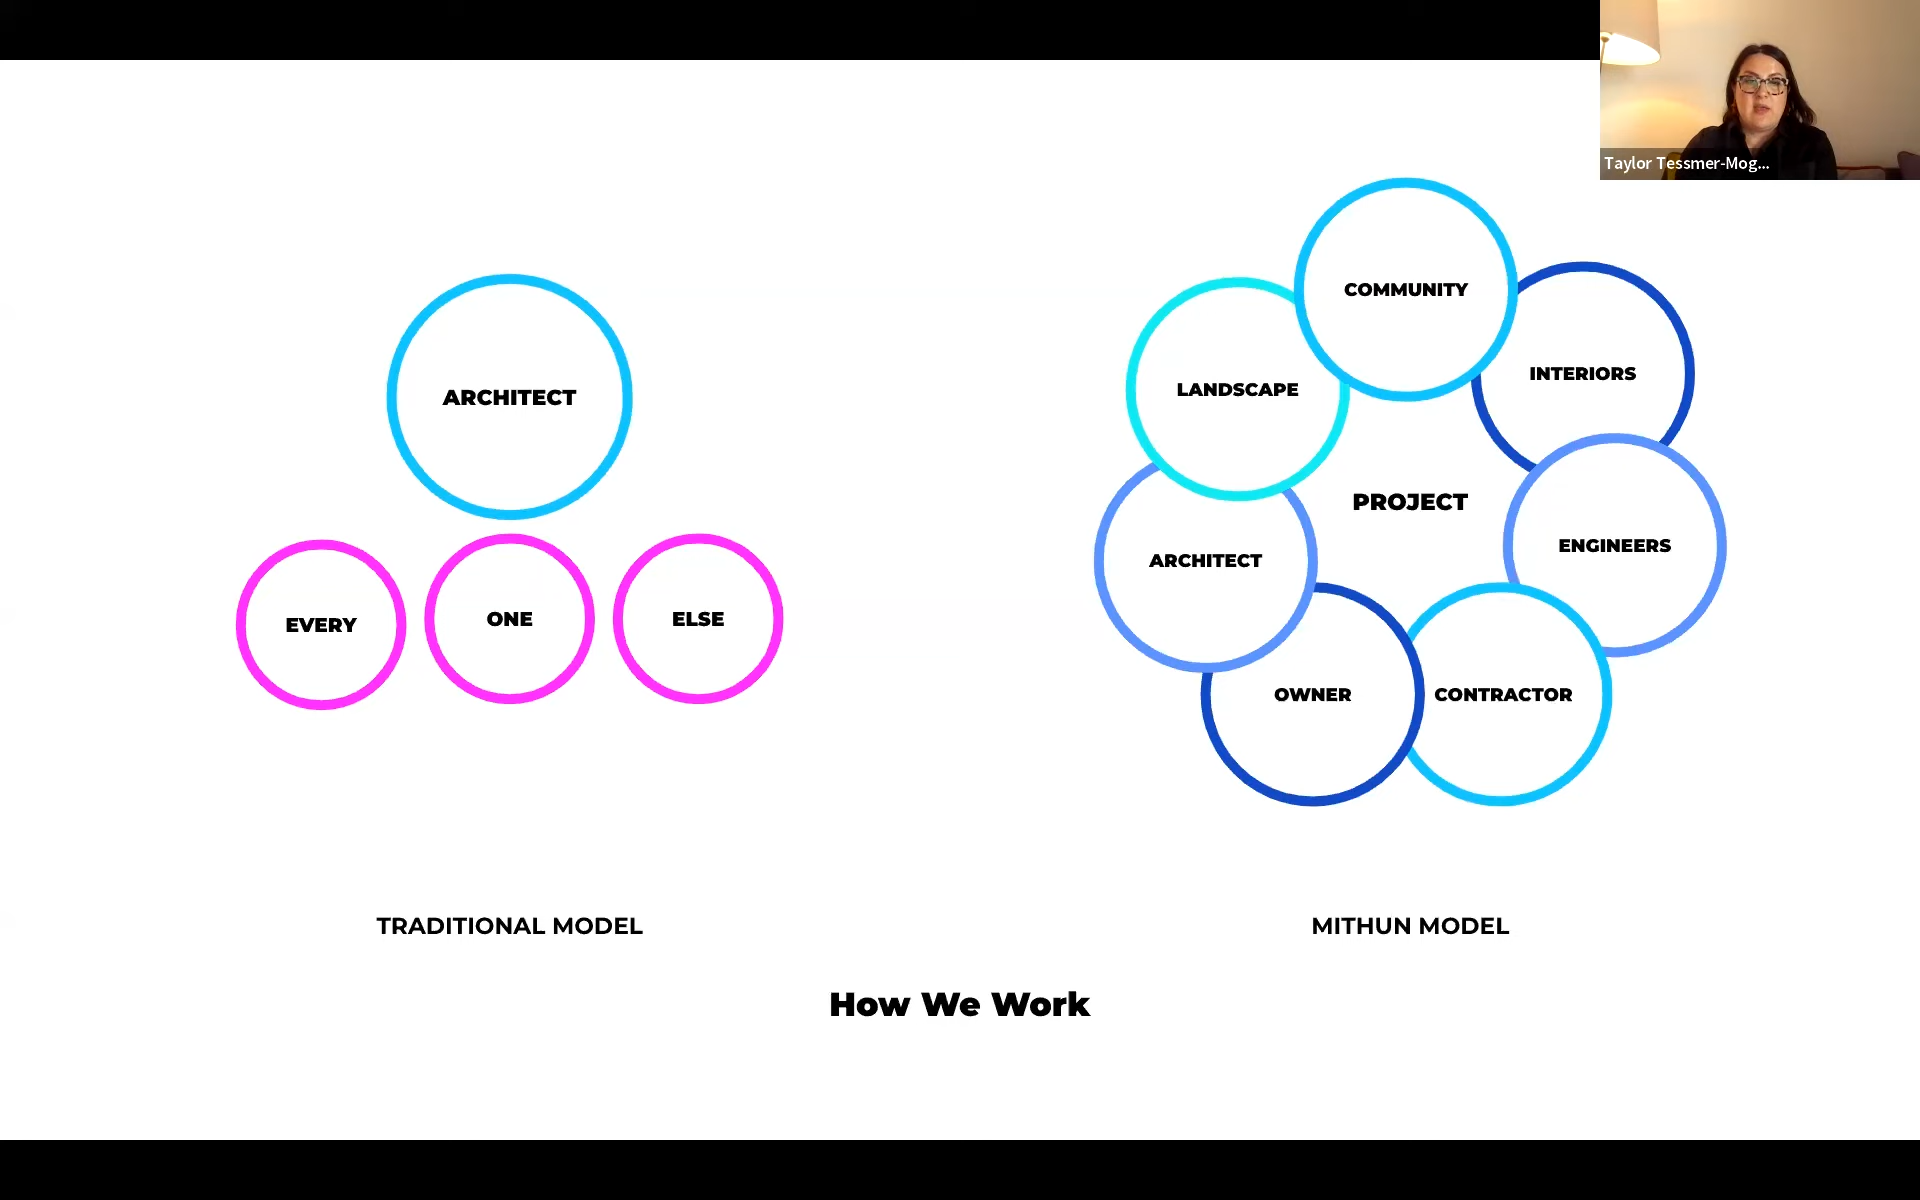 Taylor Tessmer-Mog...
ARCHITECT
EVERY
ONE
ELSE
TRADITIONAL MODEL
COMMUNITY
INTERIORS
LANDSCAPE
PROJECT
ENGINEERS
ARCHITECT
OWNER
CONTRACTOR
MITHUN MODEL
How We Work